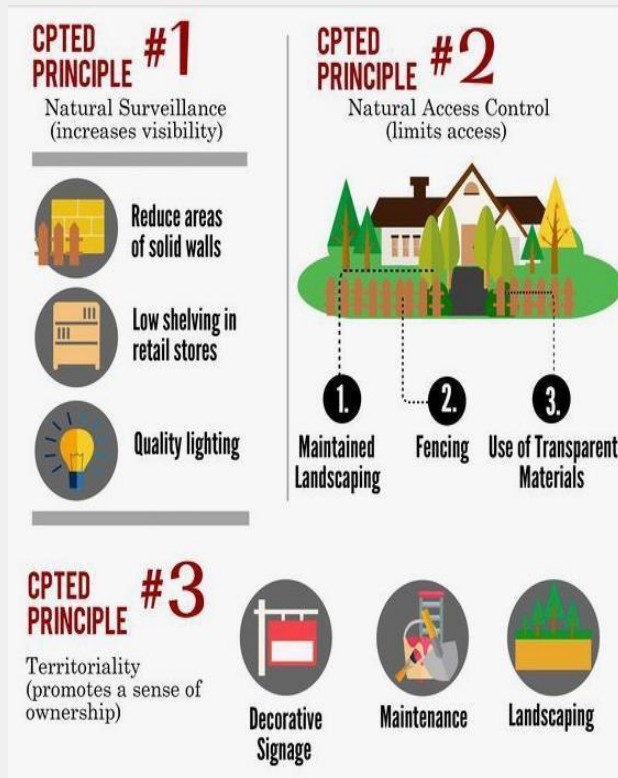 CPTED
PRINCIPLE #1
Natural Surveillance
(increases visibility)
Reduce areas
of solid walls
Low shelving in
retail stores
Quality lighting
CPTED
PRINCIPLE #2
Natural Access Control
(limits access)
1.
Maintained
Landscaping
2.
Fencing
3.
Use of Transparent
Materials
CPTED
PRINCIPLE #3
Territoriality
(promotes a sense of
ownership)
Decorative
Signage
Maintenance
Landscaping